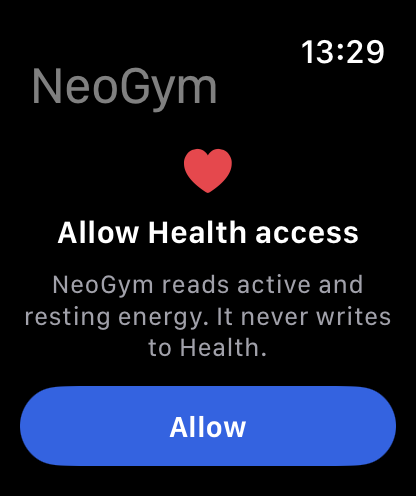 13:29
NeoGym
Allow Health access
NeoGym reads active and
resting energy. It never writes
to Health.
Allow